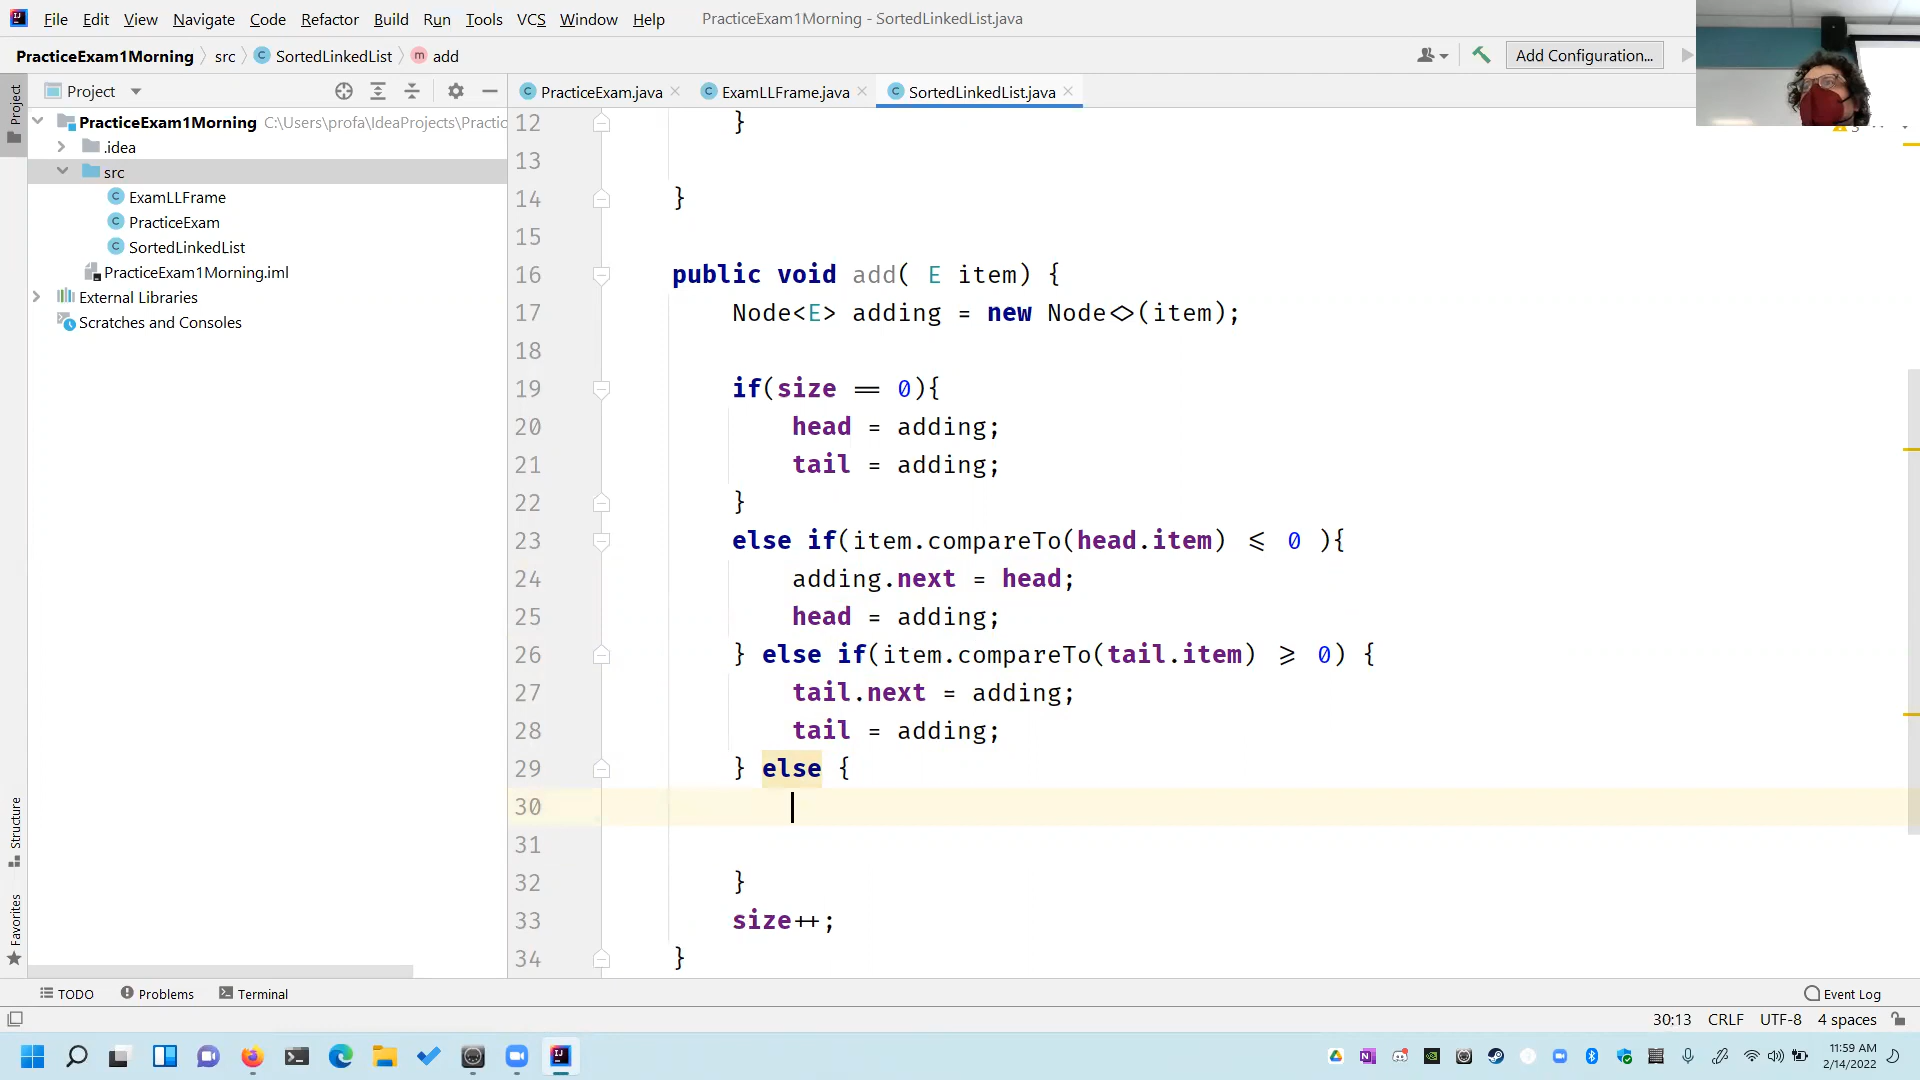 File Edit View Navigate Code Refactor Build Run Tools VCS Window Help PracticeExam1Morning - SortedLinkedList.java
PracticeExam1Morning src SortedLinkedList add Add Configuration...
Project PracticeExam.java ExamLLFrame.java SortedLinkedList.java
PracticeExam1Morning C:\Users\profa\IdeaProjects\Practic
.idea
src
ExamLLFrame
PracticeExam
SortedLinkedList
PracticeExam1Morning.iml
External Libraries
Scratches and Consoles
Project
Structure
Favorites
12 }
13
14 }
15
16 public void add( E item) {
17 Node<E> adding = new Node<>(item);
18
19 if(size == 0){
20 head = adding;
21 tail = adding;
22 }
23 else if(item.compareTo(head.item) <= 0 ){
24 adding.next = head;
25 head = adding;
26 } else if(item.compareTo(tail.item) >= 0) {
27 tail.next = adding;
28 tail = adding;
29 } else {
30
31
32 }
33 size++;
34 }
TODO Problems Terminal Event Log
30:13 CRLF UTF-8 4 spaces
11:59 AM
2/14/2022